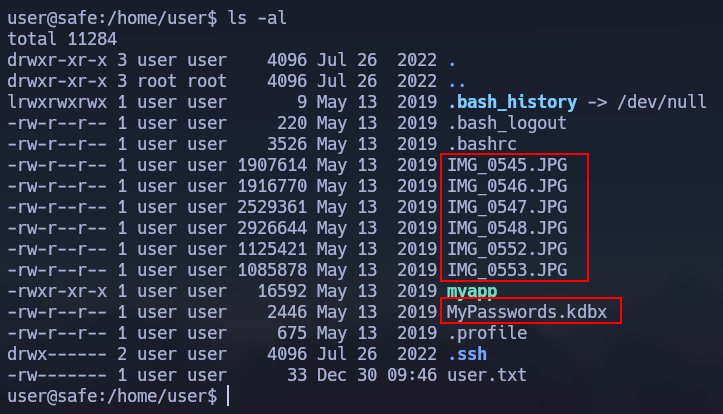 user@safe:/home/user$ ls -al
total 11284
drwxr-xr-x 3 user user    4096 Jul 26  2022 .
drwxr-xr-x 3 root root    4096 Jul 26  2022 ..
lrwxrwxrwx 1 user user       9 May 13  2019 .bash_history -> /dev/null
-rw-r--r-- 1 user user     220 May 13  2019 .bash_logout
-rw-r--r-- 1 user user    3526 May 13  2019 .bashrc
-rw-r--r-- 1 user user 1907614 May 13  2019 IMG_0545.JPG
-rw-r--r-- 1 user user 1916770 May 13  2019 IMG_0546.JPG
-rw-r--r-- 1 user user 2529361 May 13  2019 IMG_0547.JPG
-rw-r--r-- 1 user user 2926644 May 13  2019 IMG_0548.JPG
-rw-r--r-- 1 user user 1125421 May 13  2019 IMG_0552.JPG
-rw-r--r-- 1 user user 1085878 May 13  2019 IMG_0553.JPG
-rwxr-xr-x 1 user user   16592 May 13  2019 myapp
-rw-r--r-- 1 user user    2446 May 13  2019 MyPasswords.kdbx
-rw-r--r-- 1 user user     675 May 13  2019 .profile
drwx------ 2 user user    4096 Jul 26  2022 .ssh
-rw------- 1 user user      33 Dec 30 09:46 user.txt
user@safe:/home/user$